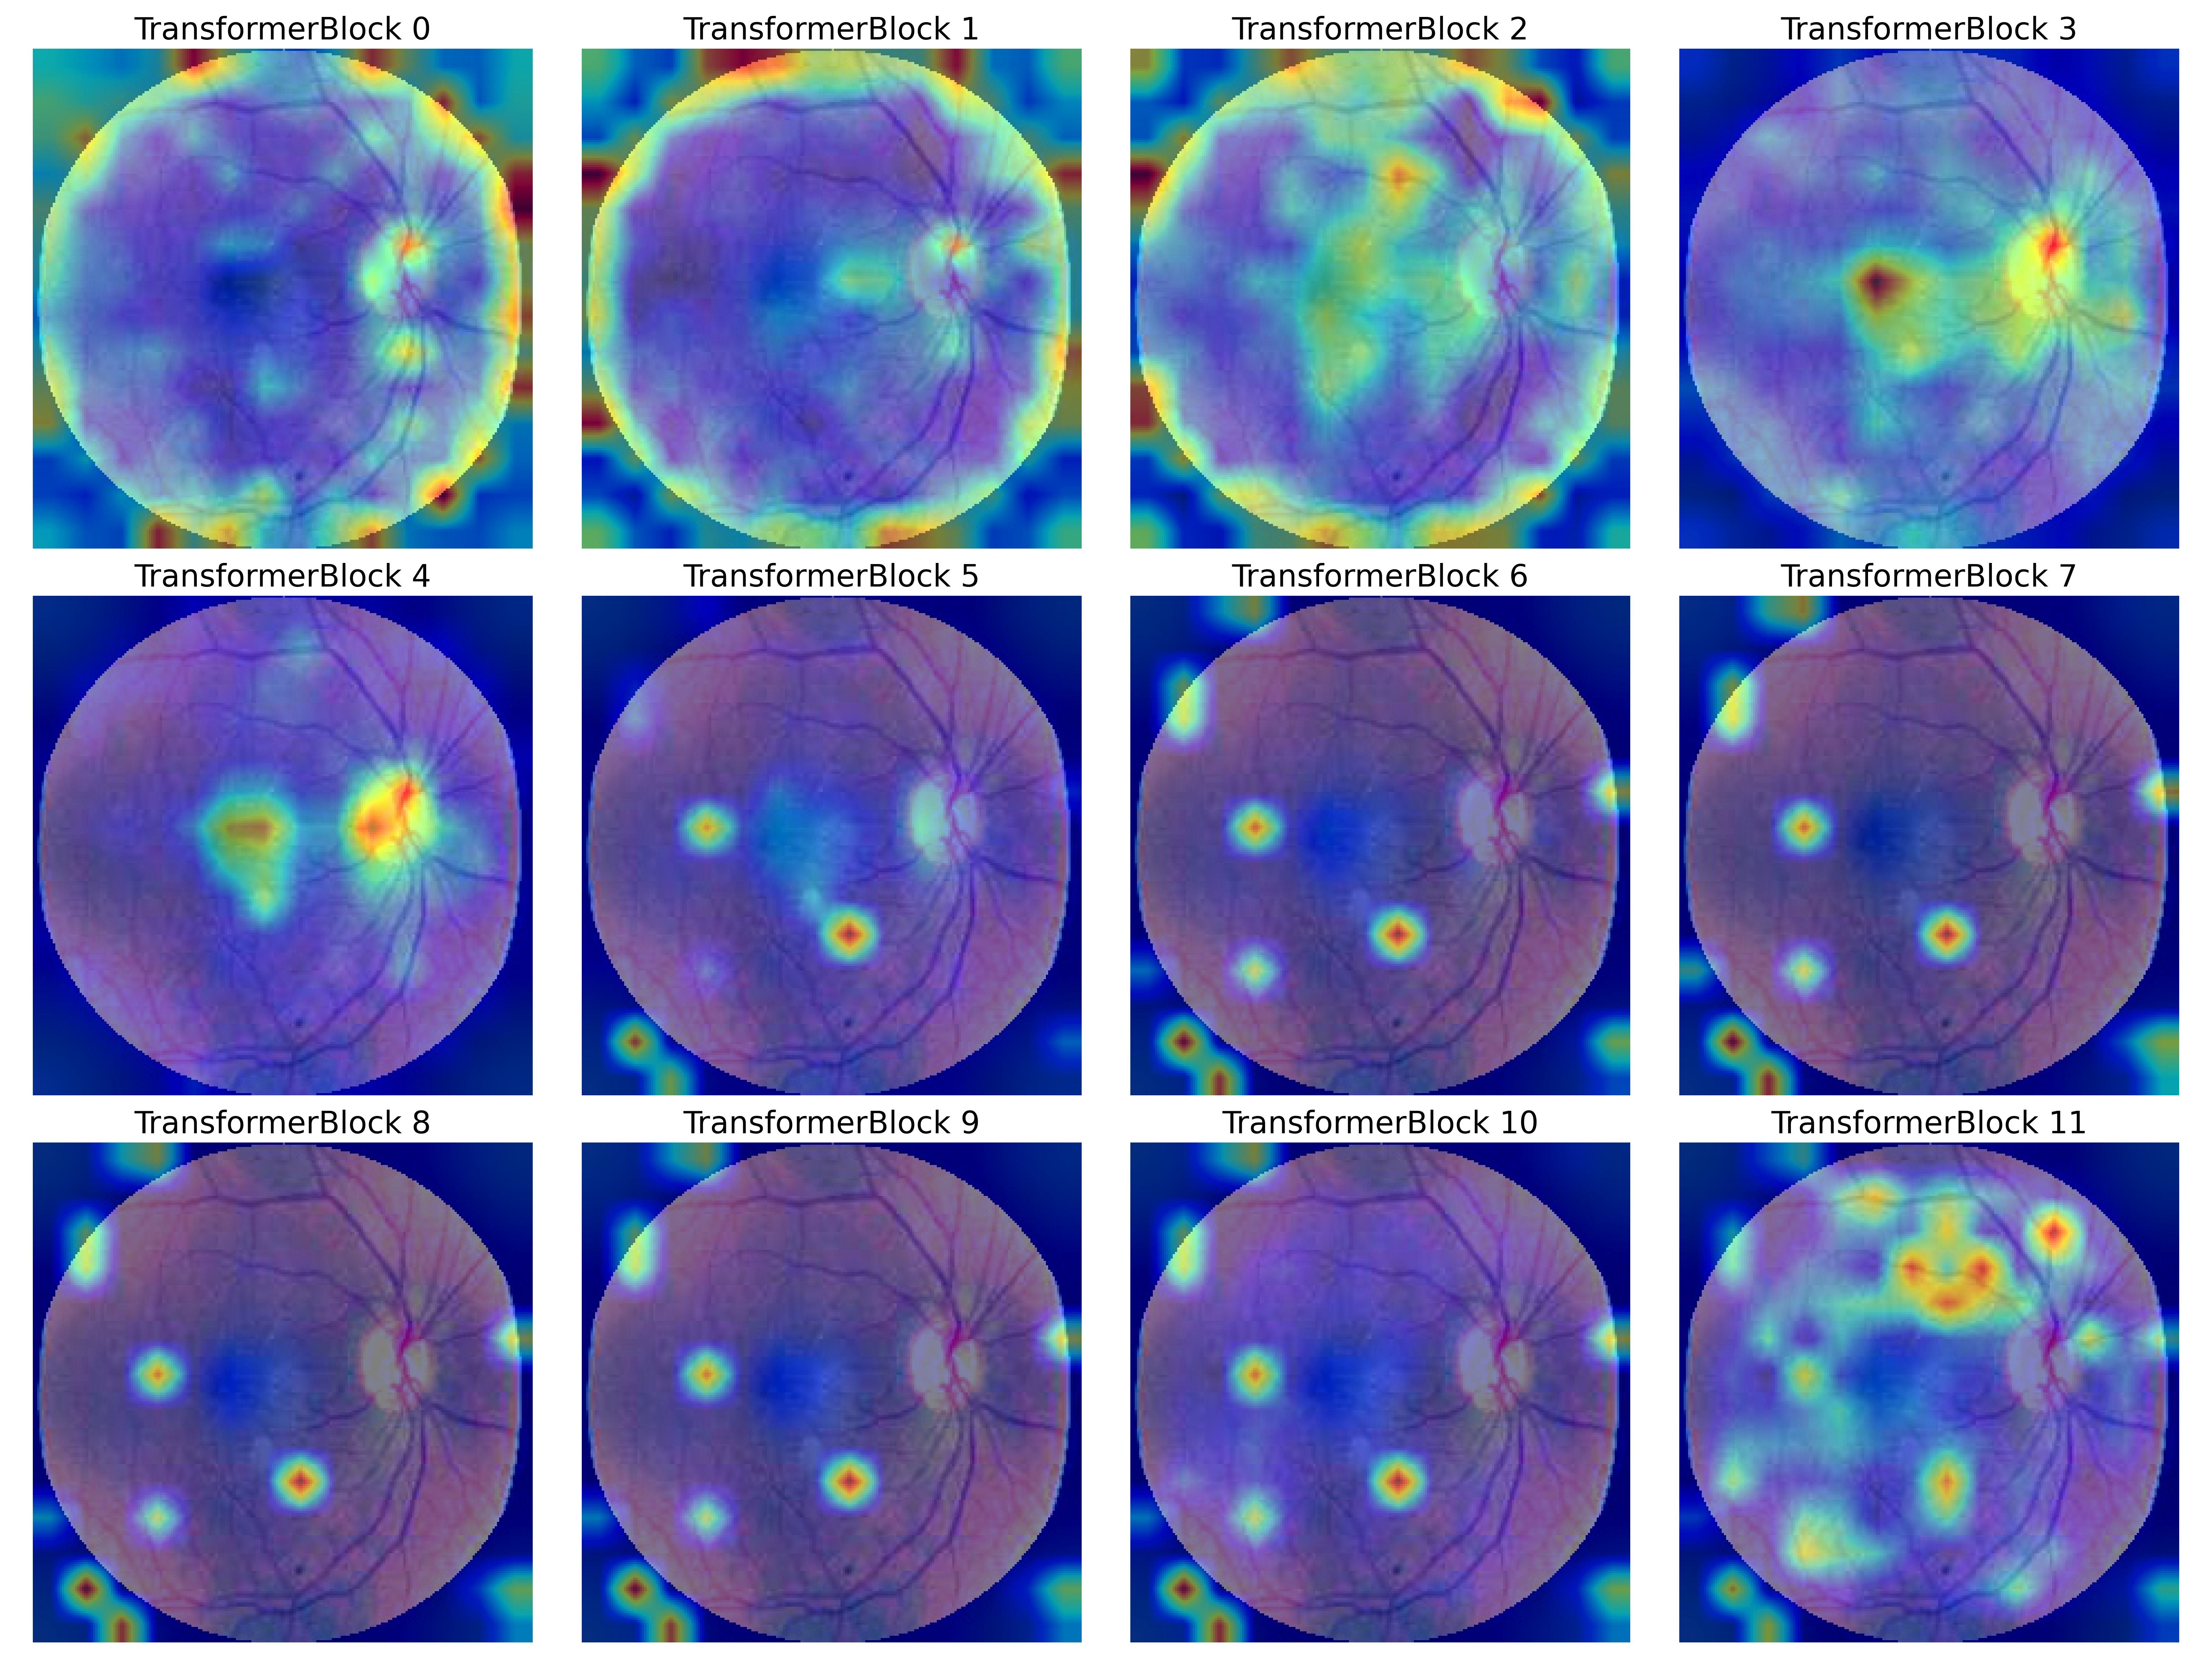 TransformerBlock 0
TransformerBlock 1
TransformerBlock 2
TransformerBlock 3
TransformerBlock 4
TransformerBlock 5
TransformerBlock 6
TransformerBlock 7
TransformerBlock 8
TransformerBlock 9
TransformerBlock 10
TransformerBlock 11